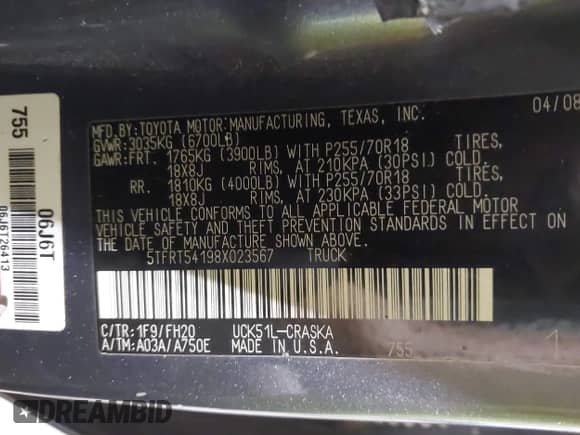 MFD.BY:TOYOTA MOTOR MANUFACTURING, TEXAS, INC. 04/08
GVWR:3035KG (6700LB)
GAWR:FRT. 1765KG (3900LB) WITH P255/70R18 TIRES,
18X8J RIMS, AT 210KPA (30PSI) COLD.
RR. 1810KG (4000LB) WITH P255/70R18 TIRES,
18X8J RIMS, AT 230KPA (33PSI) COLD.
THIS VEHICLE CONFORMS TO ALL APPLICABLE FEDERAL MOTOR
VEHICLE SAFETY AND THEFT PREVENTION STANDARDS IN EFFECT ON
THE DATE OF MANUFACTURE SHOWN ABOVE.
5TFRT54198X023567 TRUCK
C/TR:1F9/FH20 UCK51L-CRASKA
A/TM:A03A/A750E MADE IN U.S.A. 755 1
755
06J6T
06J6126413
DREAMBID